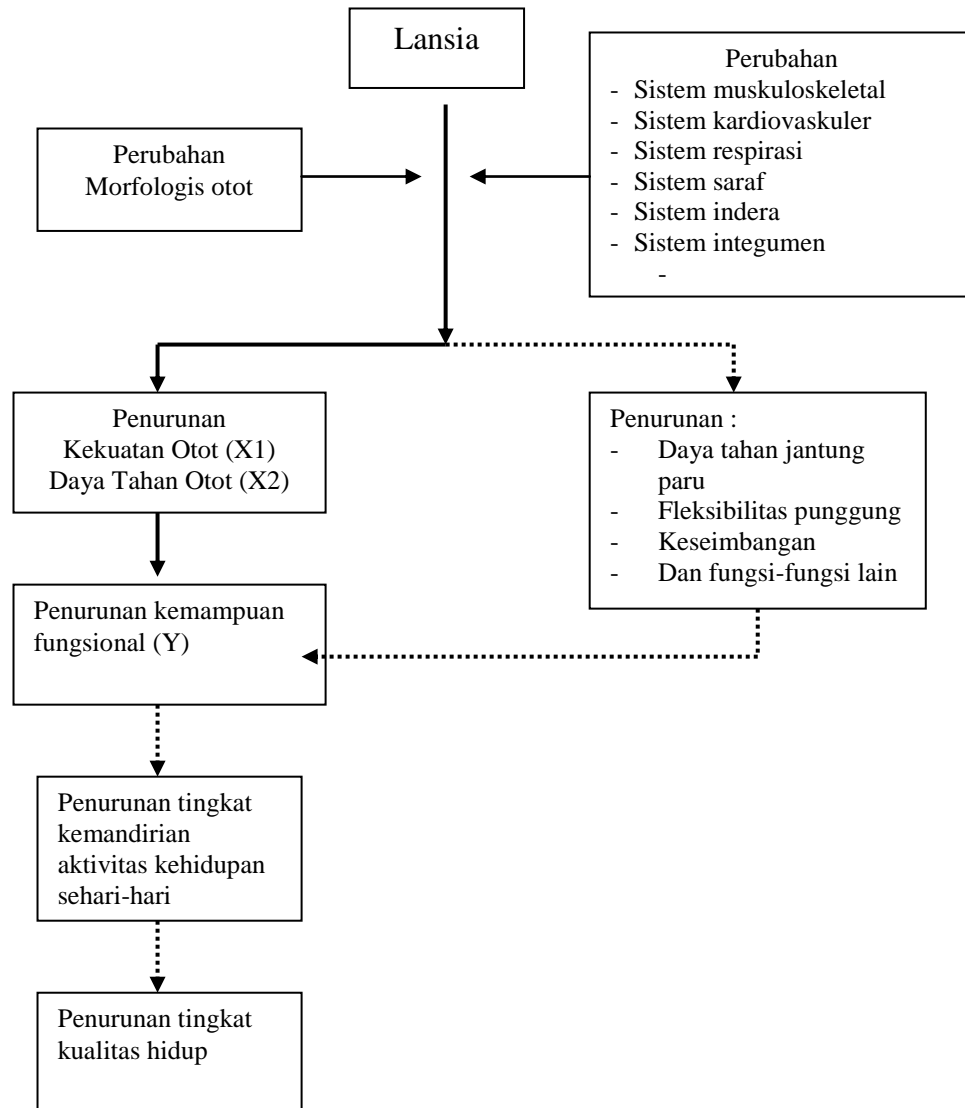 Lansia
Perubahan
- Sistem muskuloskeletal
- Sistem kardiovaskuler
- Sistem respirasi
- Sistem saraf
- Sistem indera
- Sistem integumen
-
Perubahan
Morfologis otot
Penurunan
Kekuatan Otot (X1)
Daya Tahan Otot (X2)
Penurunan :
- Daya tahan jantung
paru
- Fleksibilitas punggung
- Keseimbangan
- Dan fungsi-fungsi lain
Penurunan kemampuan
fungsional (Y)
Penurunan tingkat
kemandirian
aktivitas kehidupan
sehari-hari
Penurunan tingkat
kualitas hidup